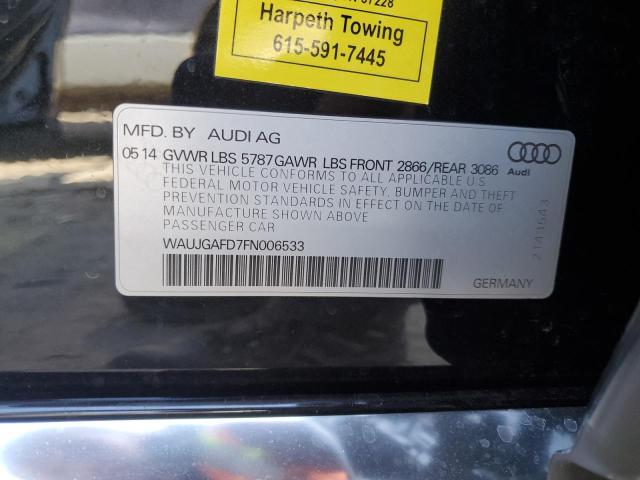 37228
Harpeth Towing
615-591-7445
MFD. BY AUDI AG
05 14 GVWR LBS 5787 GAWR LBS FRONT 2866/REAR 3086
THIS VEHICLE CONFORMS TO ALL APPLICABLE U S
FEDERAL MOTOR VEHICLE SAFETY, BUMPER AND THEFT
PREVENTION STANDARDS IN EFFECT ON THE DATE OF
MANUFACTURE SHOWN ABOVE
PASSENGER CAR
WAUJGAFD7FN006533
Audi
2141543
GERMANY